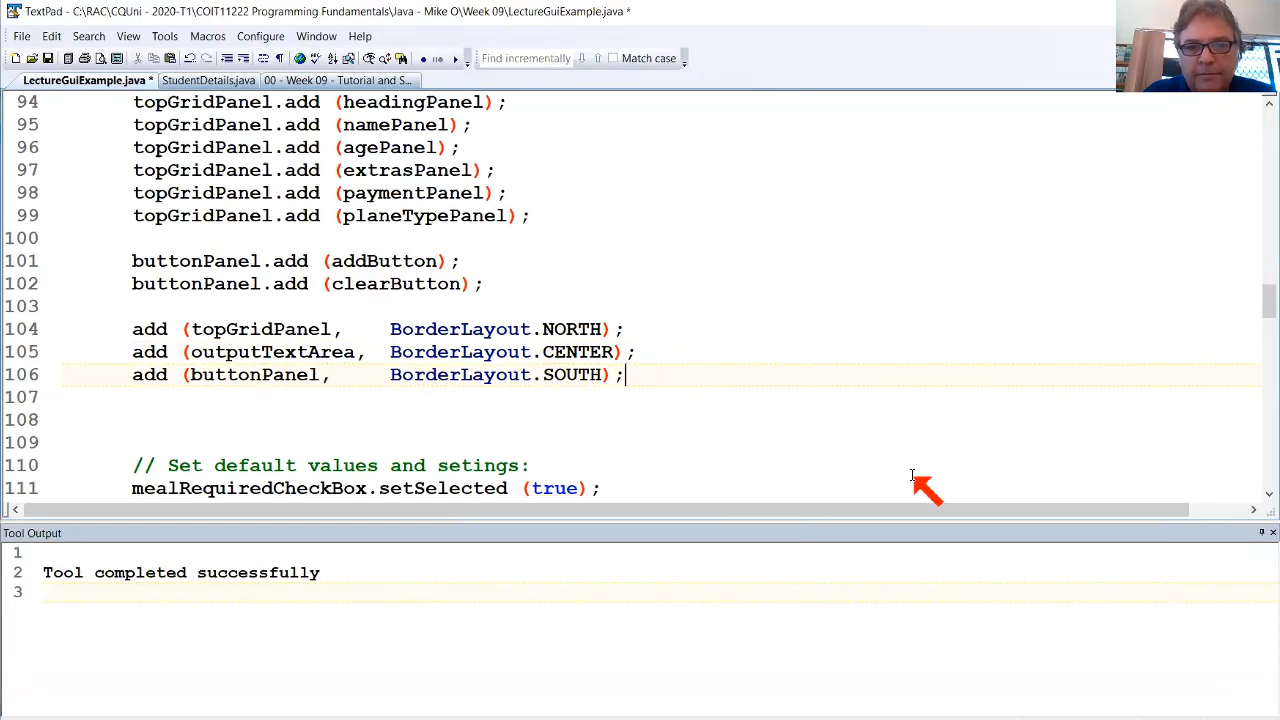 TextPad - C:\RAC\CQUni - 2020-T1\COIT11222 Programming Fundamentals\Java - Mike O\Week 09\LectureGuiExample.java *
File Edit Search View Tools Macros Configure Window Help
Find incrementally Match case
LectureGuiExample.java * StudentDetails.java 00 - Week 09 - Tutorial and S...
94 topGridPanel.add (headingPanel);
95 topGridPanel.add (namePanel);
96 topGridPanel.add (agePanel);
97 topGridPanel.add (extrasPanel);
98 topGridPanel.add (paymentPanel);
99 topGridPanel.add (planeTypePanel);
100
101 buttonPanel.add (addButton);
102 buttonPanel.add (clearButton);
103
104 add (topGridPanel, BorderLayout.NORTH);
105 add (outputTextArea, BorderLayout.CENTER);
106 add (buttonPanel, BorderLayout.SOUTH);
107
108
109
110 // Set default values and setings:
111 mealRequiredCheckBox.setSelected (true);
Tool Output
1
2 Tool completed successfully
3